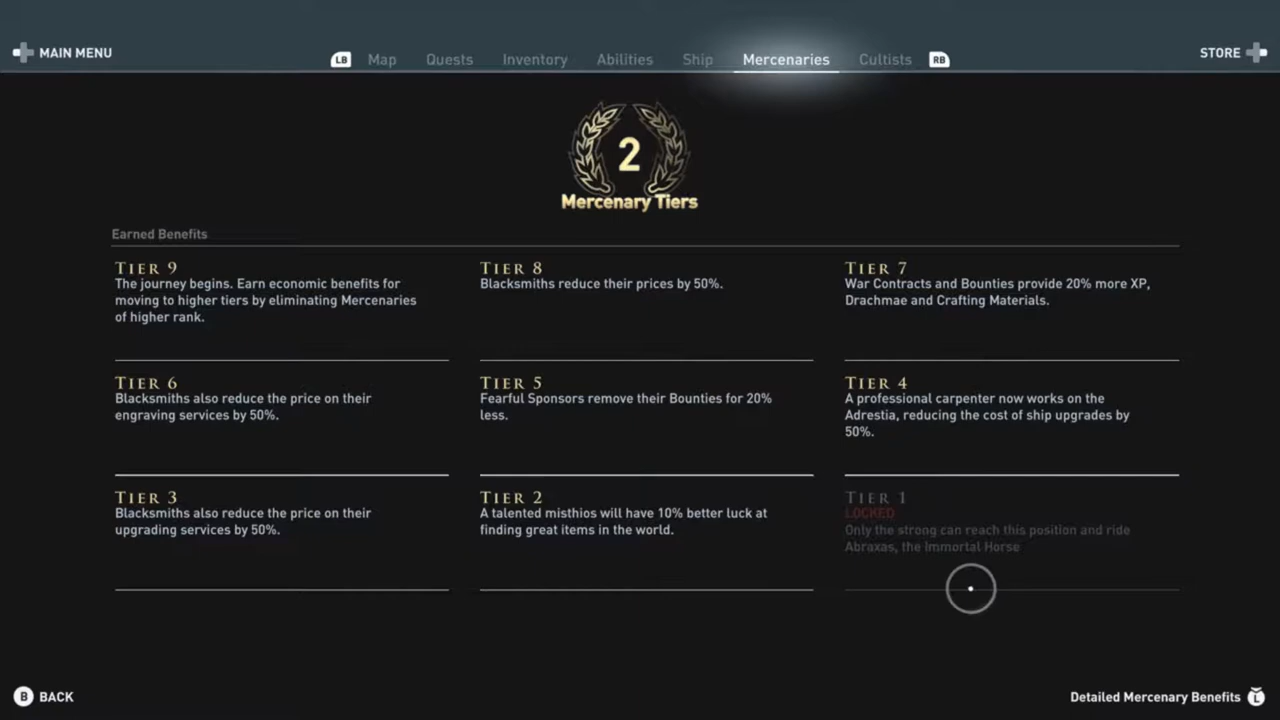 MAIN MENU
LB Map Quests Inventory Abilities Ship Mercenaries Cultists RB
STORE
2
Mercenary Tiers
Earned Benefits
TIER 9
The journey begins. Earn economic benefits for
moving to higher tiers by eliminating Mercenaries
of higher rank.
TIER 8
Blacksmiths reduce their prices by 50%.
TIER 7
War Contracts and Bounties provide 20% more XP,
Drachmae and Crafting Materials.
TIER 6
Blacksmiths also reduce the price on their
engraving services by 50%.
TIER 5
Fearful Sponsors remove their Bounties for 20%
less.
TIER 4
A professional carpenter now works on the
Adrestia, reducing the cost of ship upgrades by
50%.
TIER 3
Blacksmiths also reduce the price on their
upgrading services by 50%.
TIER 2
A talented misthios will have 10% better luck at
finding great items in the world.
TIER 1
LOCKED
Only the strong can reach this position and ride
Abraxas, the Immortal Horse
B BACK
Detailed Mercenary Benefits L